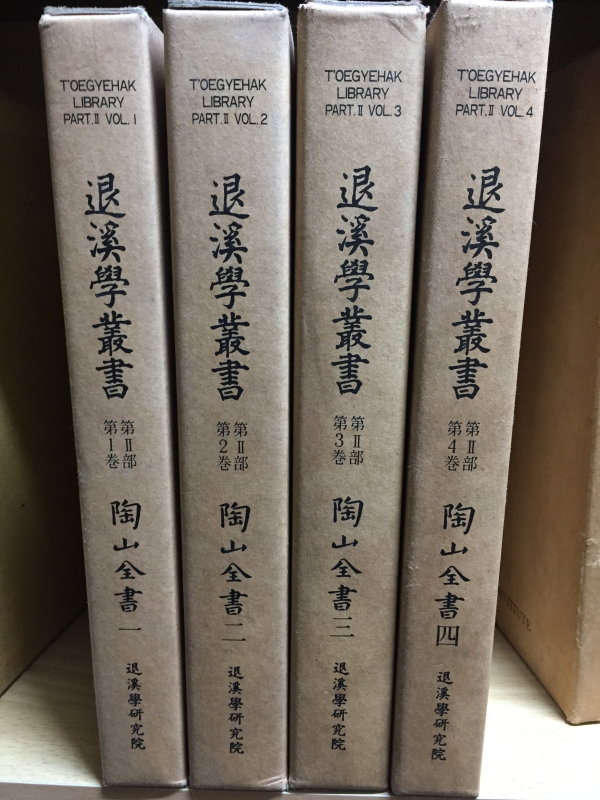 T'OEGYEHAK
LIBRARY
PART.Ⅱ VOL.1
退溪學叢書
第Ⅱ部
第1巻
陶山全書 一
退溪學硏究院
T'OEGYEHAK
LIBRARY
PART.Ⅱ VOL.2
退溪學叢書
第Ⅱ部
第2巻
陶山全書 二
退溪學硏究院
T'OEGYEHAK
LIBRARY
PART.Ⅱ VOL.3
退溪學叢書
第Ⅱ部
第3巻
陶山全書 三
退溪學硏究院
T'OEGYEHAK
LIBRARY
PART.Ⅱ VOL.4
退溪學叢書
第Ⅱ部
第4巻
陶山全書 四
退溪學硏究院